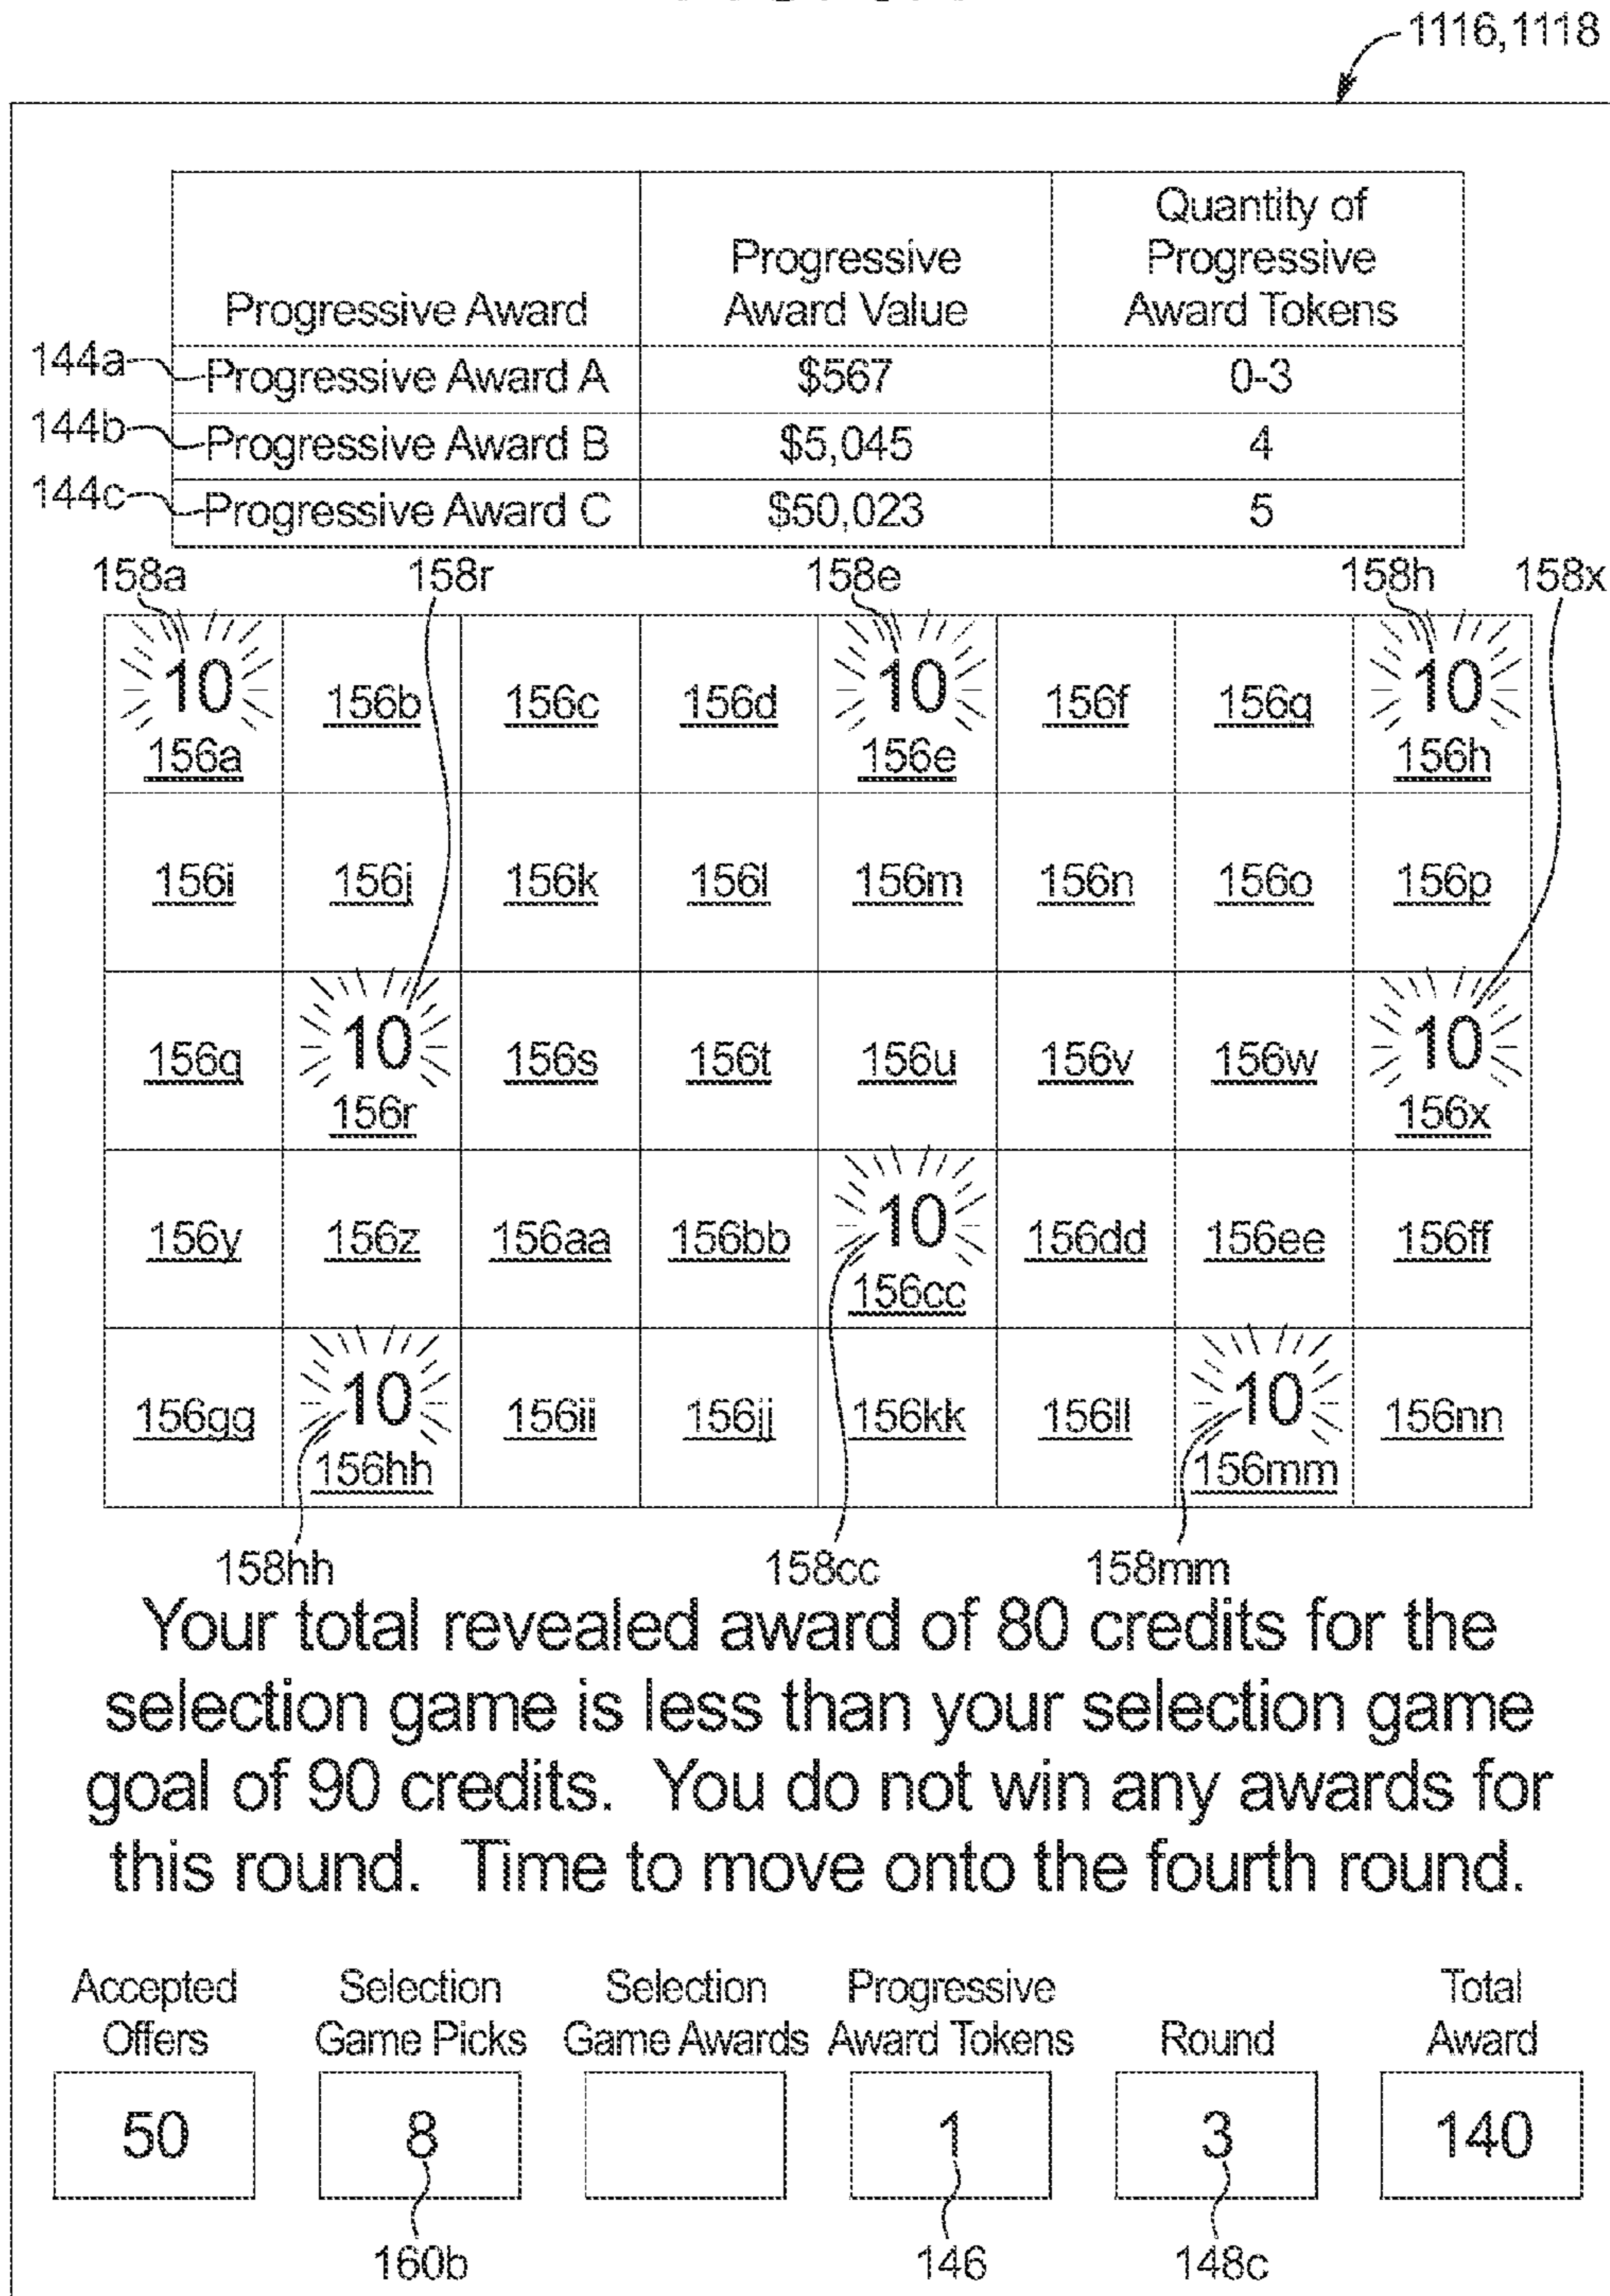 1116,1118
Progressive Award
Progressive
Award Value
Quantity of
Progressive
Award Tokens
144a
Progressive Award A $567 0-3
144b
Progressive Award B $5,045 4
144c
Progressive Award C $50,023 5
158a 158r 158e 158h 158x
10 10 10
156a 156b 156c 156d 156e 156f 156g 156h
156i 156j 156k 156l 156m 156n 156o 156p
10 10
156q 156r 156s 156t 156u 156v 156w 156x
10
156y 156z 156aa 156bb 156cc 156dd 156ee 156ff
10 10
156gg 156hh 156ii 156jj 156kk 156ll 156mm 156nn
158hh 158cc 158mm
Your total revealed award of 80 credits for the
selection game is less than your selection game
goal of 90 credits. You do not win any awards for
this round. Time to move onto the fourth round.
Accepted
Offers
Selection
Game Picks
Selection
Game Awards
Progressive
Award Tokens
Round
Total
Award
50 8 1 3 140
160b 146 148c